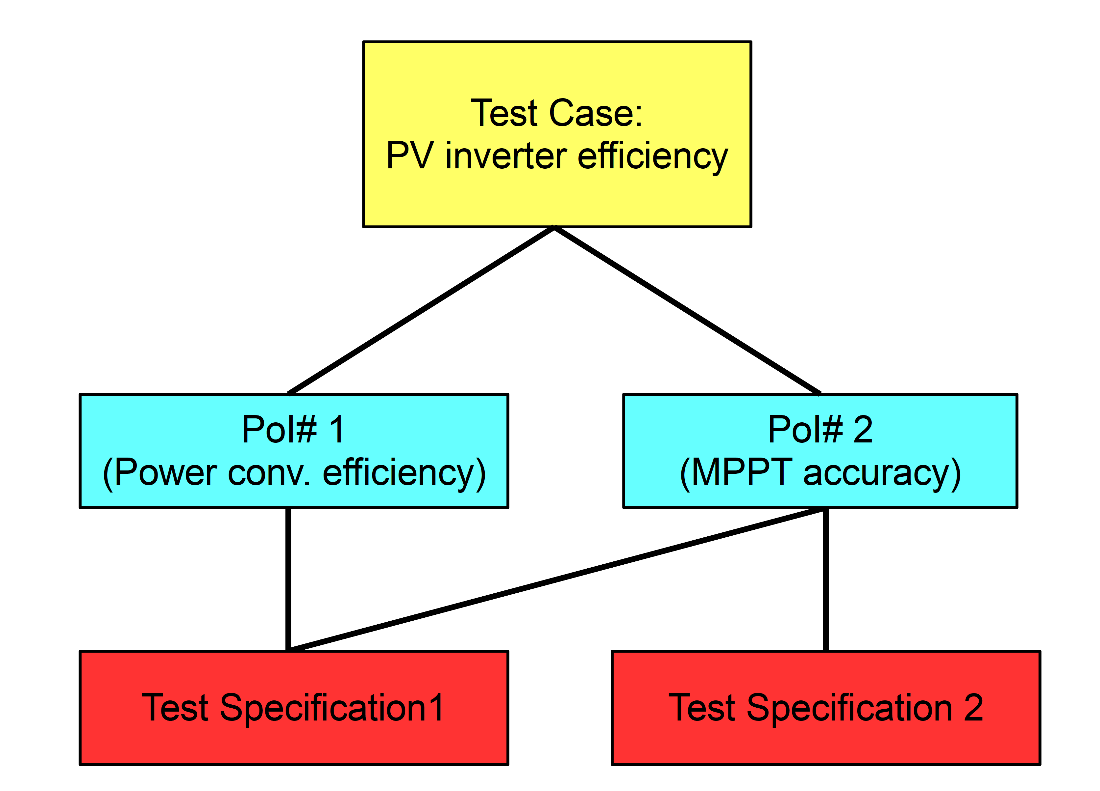 Test Case:
PV inverter efficiency
PoI# 1
(Power conv. efficiency)
PoI# 2
(MPPT accuracy)
Test Specification1
Test Specification 2